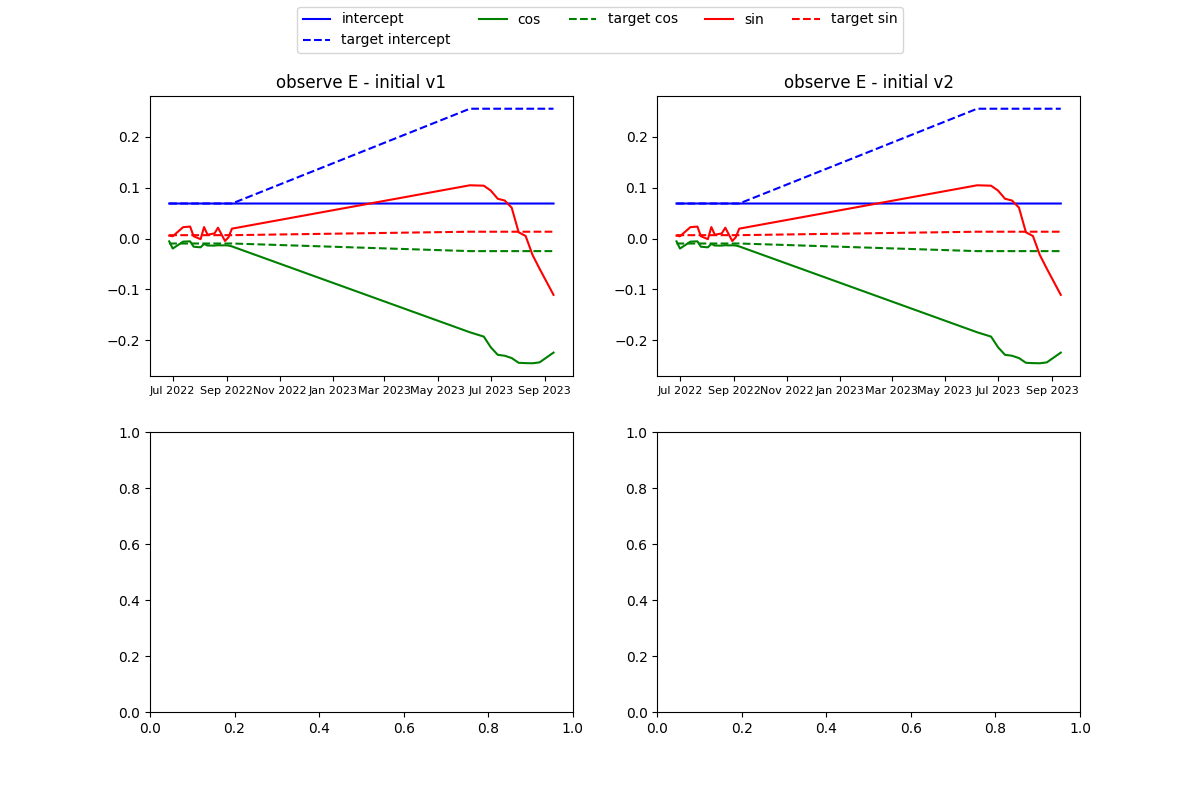 intercept cos target cos sin target sin
target intercept
observe E - initial v1 observe E - initial v2
0.2 0.2
0.1 0.1
0.0 0.0
−0.1 −0.1
−0.2 −0.2
Jul 2022 Sep 2022 Nov 2022 Jan 2023 Mar 2023 May 2023 Jul 2023 Sep 2023 Jul 2022 Sep 2022 Nov 2022 Jan 2023 Mar 2023 May 2023 Jul 2023 Sep 2023
1.0 1.0
0.8 0.8
0.6 0.6
0.4 0.4
0.2 0.2
0.0 0.0
0.0 0.2 0.4 0.6 0.8 1.0 0.0 0.2 0.4 0.6 0.8 1.0